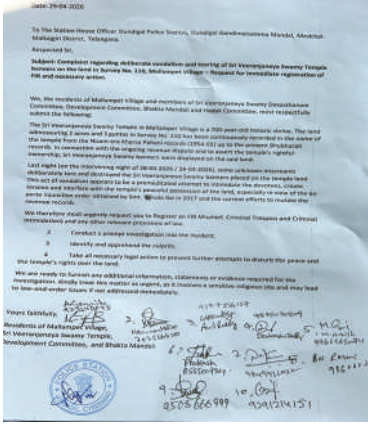 Date-29-04-2026
To The Station House Officer Dundigal Police Station, Dundigal Gandimaisamma Mandal, Medchal-
Malkajgiri District, Telangana.
Respected Sir,
Subject: Complaint regarding deliberate vandalism and tearing of Sri Veeranjaneya Swamy Temple
banners on the land in Survey No. 118, Mallampet Village – Request for immediate registration of
FIR and necessary action.
We, the residents of Mallampet Village and members of Sri Veeranjaneya Swamy Devasthanam
Committee, Development Committee, Bhakta Mandali and Committee, most respectfully
submit the following:
The Sri Veeranjaneya Swamy Temple in Mallampet Village is a 700-year-old historic shrine. The land
admeasuring 2 acres and 3 guntas in Survey No. 118 has been continuously recorded in the name of
the temple from the Khasra Pahani records (1954-55) up to the present
records. In connection with the ongoing revenue dispute and to assert the temple's rightful
ownership, Sri Veeranjaneya Swamy banners were displayed on the said land.
Last night (on the intervening night of 28/04/2026 / 29-04-2026), some unknown miscreants
deliberately tore and destroyed the Sri Veeranjaneya Swamy banners placed on the temple land.
This act of vandalism appears to be a premeditated attempt to intimidate the devotees, create
tension and interfere with the temple's peaceful possession of the land, especially in view of the
parte order obtained by in 2017 and the current efforts to mutate the
revenue records.
We therefore most urgently request you to Register an FIR Criminal Trespass and Criminal
Intimidation) and any other relevant provisions of law.
Conduct a prompt investigation into the incident.
3 Identify and apprehend the culprits.
4 Take all necessary legal action to prevent further attempts to disturb the peace and
the temple's rights over the land.
We are ready to furnish any additional information, statements or evidence required for the
investigation. Kindly treat this matter as urgent, as it involves a sensitive religious site and may lead
to law-and-order issues if not addressed immediately.
Yours faithfully,
Residents of Mallampet Village,
Sri Veeranjaneya Swamy Temple,
Development Committee, and Bhakta Mandali
2.
3.
5.
6.
Prakash
7.
8.
9.
9505666999
10.
9291214151
POLICE STATION